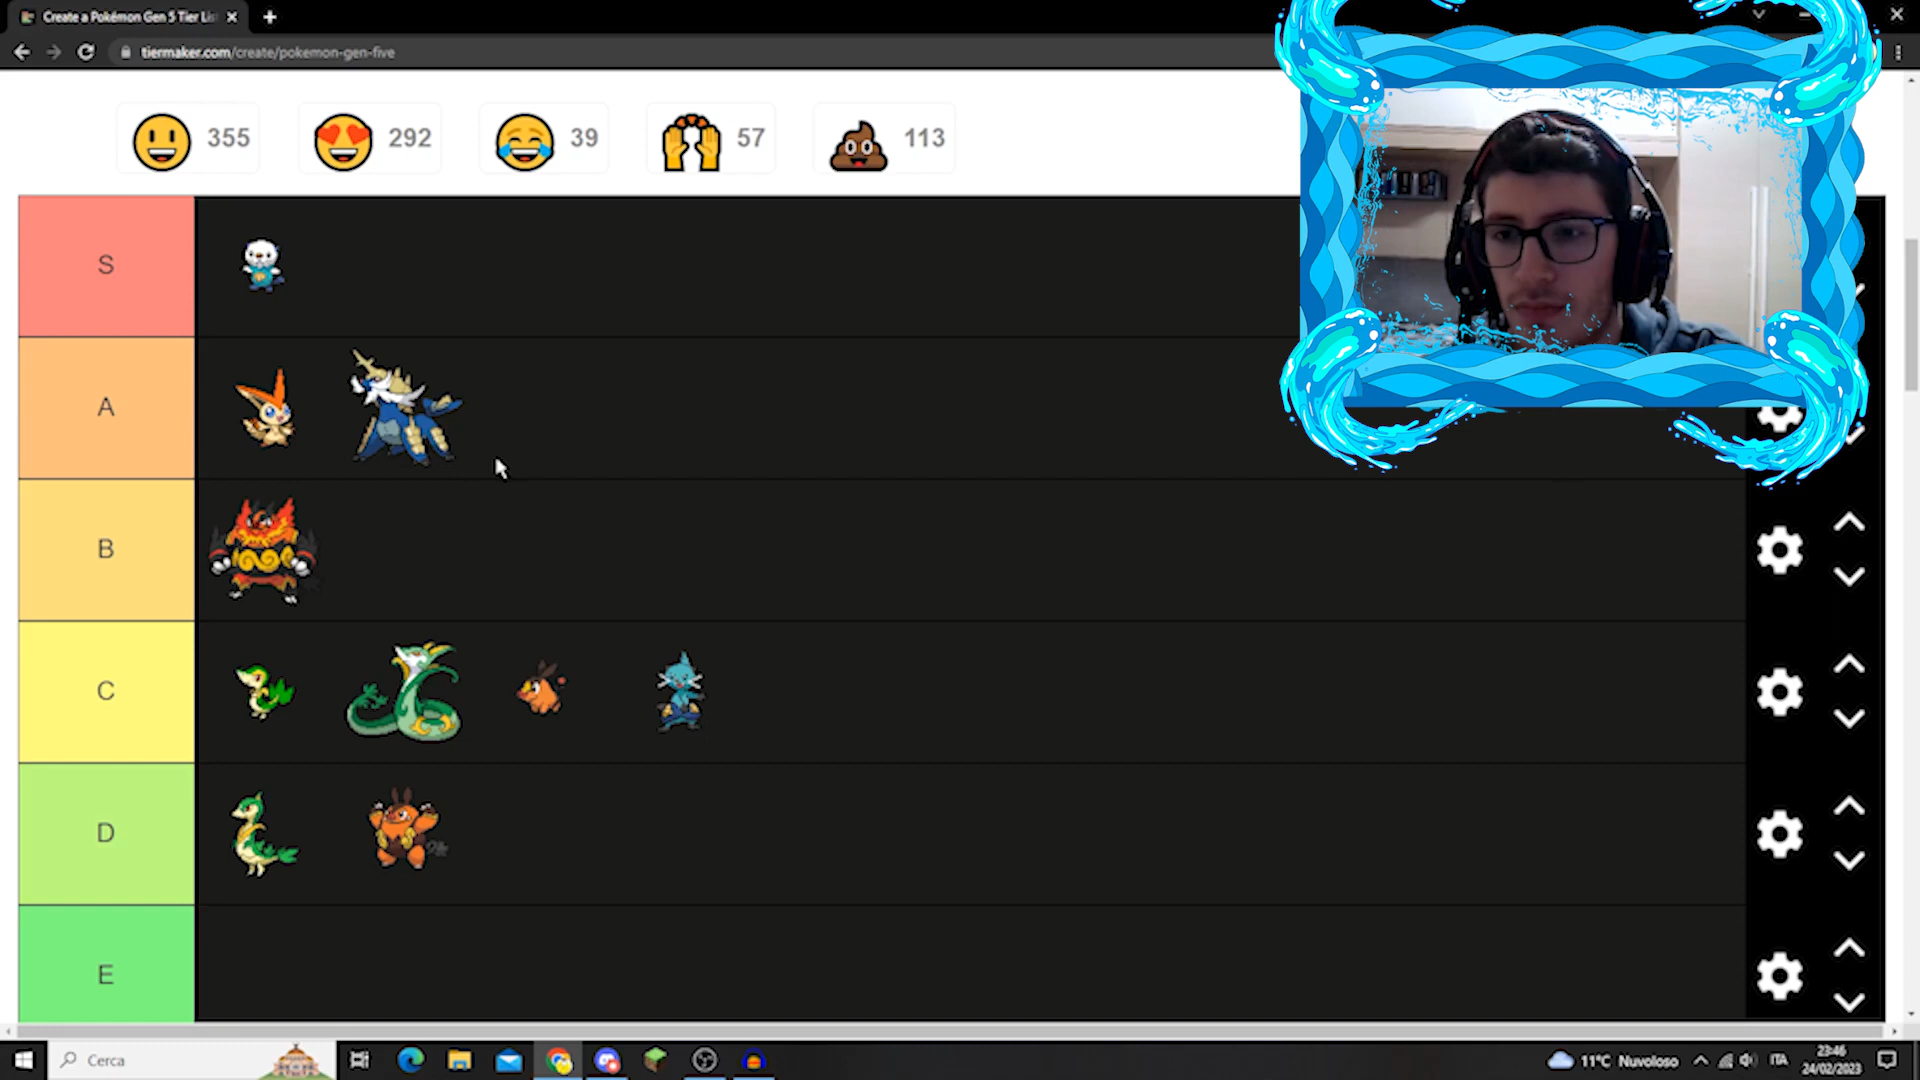 Create a Pokémon Gen 5 Tier Lis
tiermaker.com/create/pokemon-gen-five
355
292
39
57
113
S
A
B
C
D
E
Cerca
11°C Nuvoloso
ITA
23:46
24/02/2023